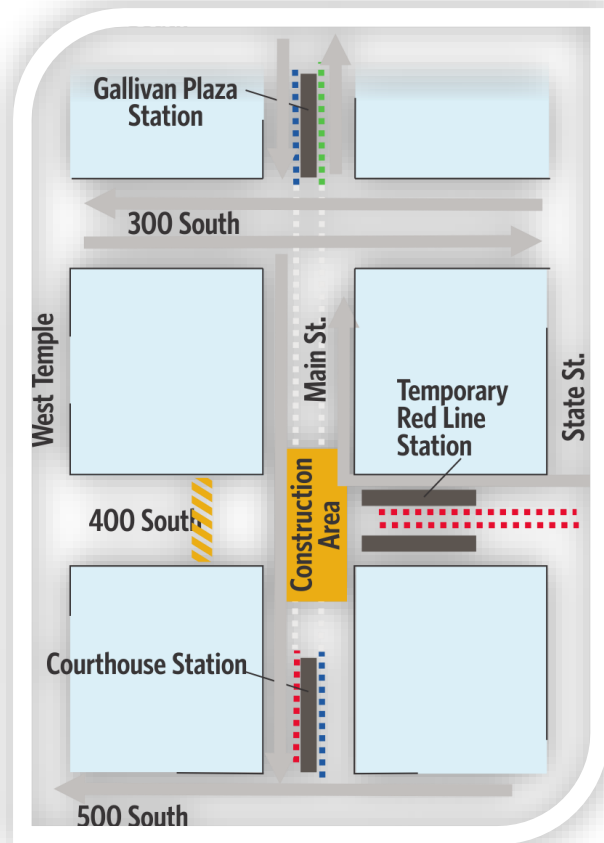 Gallivan Plaza
Station
300 South
West Temple
Main St.
State St.
Temporary
Red Line
Station
400 South
Construction
Area
Courthouse Station
500 South